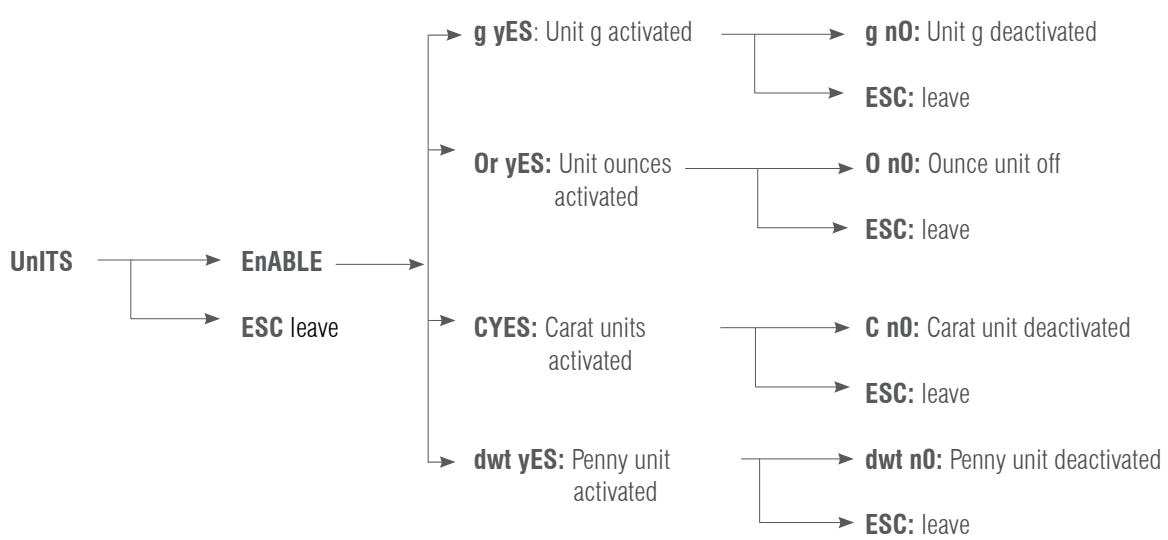 g yES: Unit g activated
g nO: Unit g deactivated
ESC: leave
Or yES: Unit ounces
activated
O nO: Ounce unit off
ESC: leave
UnITS
EnABLE
ESC leave
CYES: Carat units
activated
C nO: Carat unit deactivated
ESC: leave
dwt yES: Penny unit
activated
dwt nO: Penny unit deactivated
ESC: leave